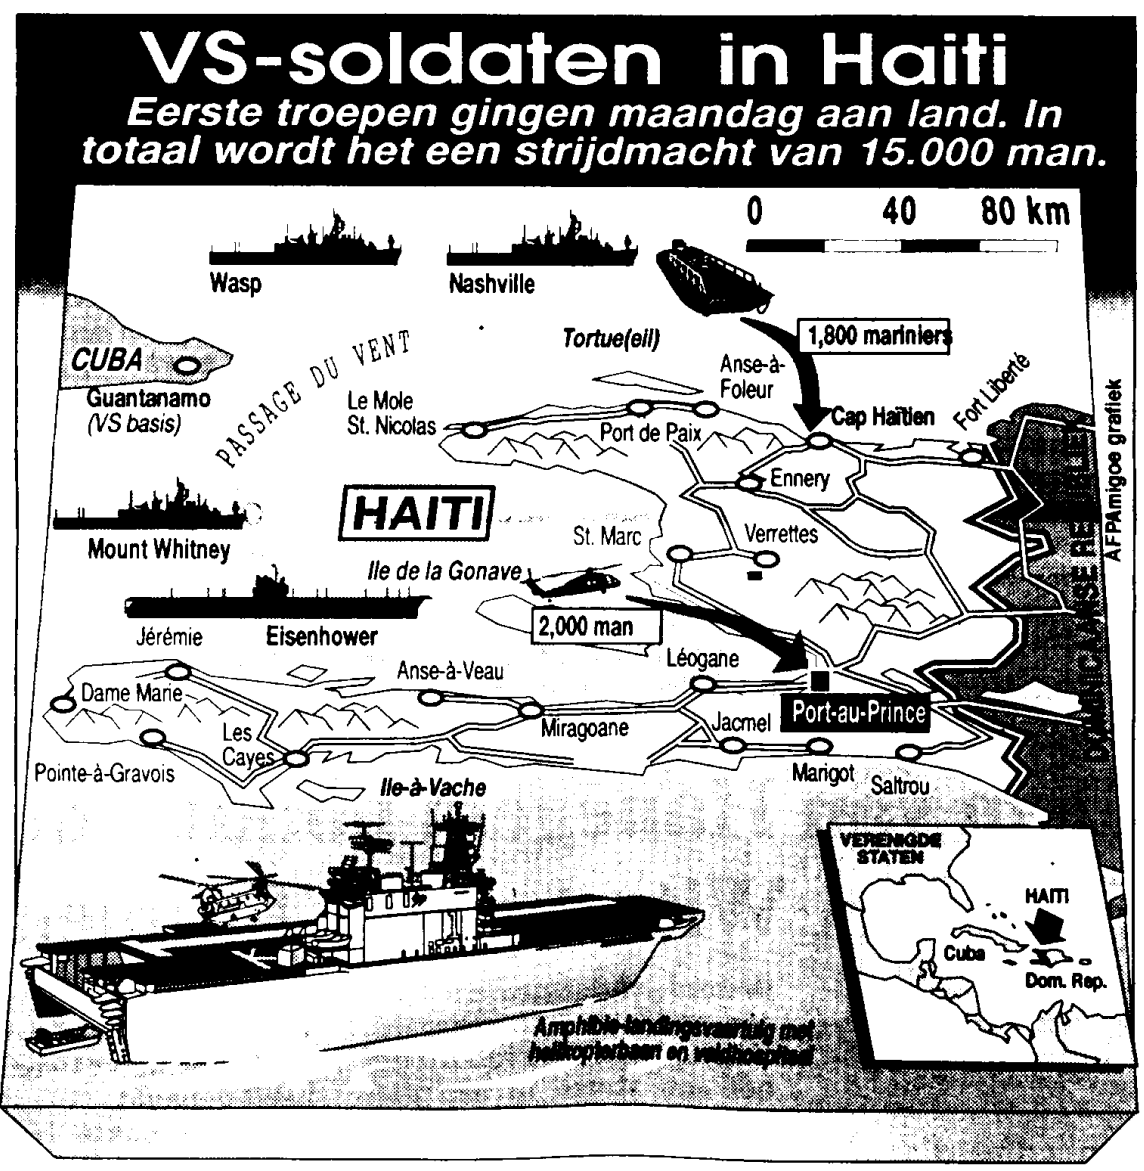 VS-soldaten in Haiti
Eerste troepen gingen maandag aan land. In
totaal wordt het een strijdmacht van 15.000 man.
0 40 80 km
Wasp
Nashville
1,800 mariniers
Tortue(eil)
PASSAGE DU VENT
CUBA
Guantanamo
(VS basis)
Anse-à-
Foleur
Fort Liberté
Le Mole
St. Nicolas
Port de Paix
Cap Haïtien
Ennery
HAITI
Mount Whitney
St. Marc
Verrettes
Ile de la Gonave
2,000 man
Jérémie
Eisenhower
Léogane
Anse-à-Veau
Dame Marie
Port-au-Prince
Les
Cayes
Miragoane
Jacmel
Pointe-à-Gravois
Marigot
Saltrou
Ile-à-Vache
AFP/Amigoe grafiek
VERENIGDE
STATEN
HAITI
Cuba
Dom. Rep.
Amphibie-landingsvaartuig met
helikopterbaan en veldhospitaal